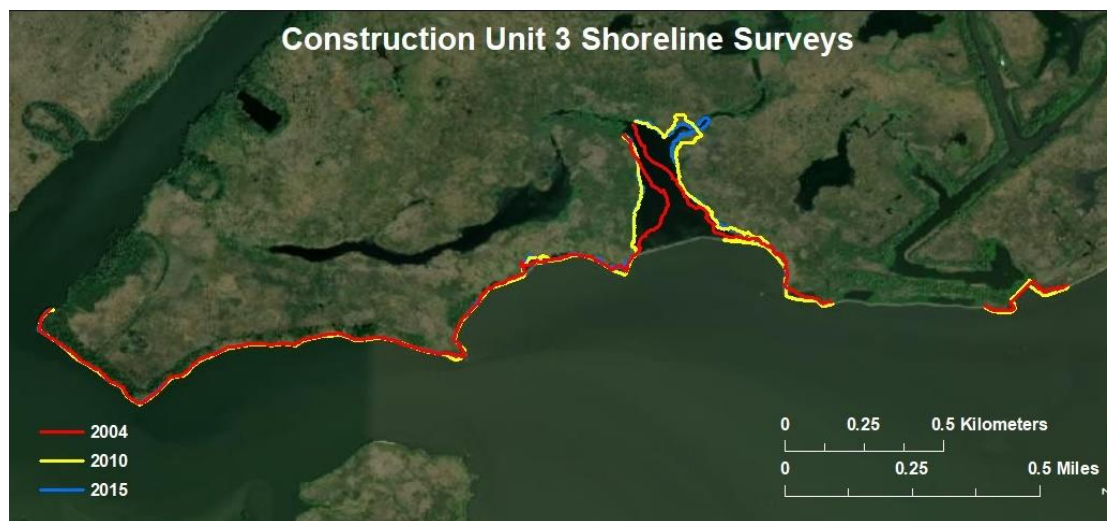 Construction Unit 3 Shoreline Surveys
2004
2010
2015
0 0.25 0.5 Kilometers
0 0.25 0.5 Miles